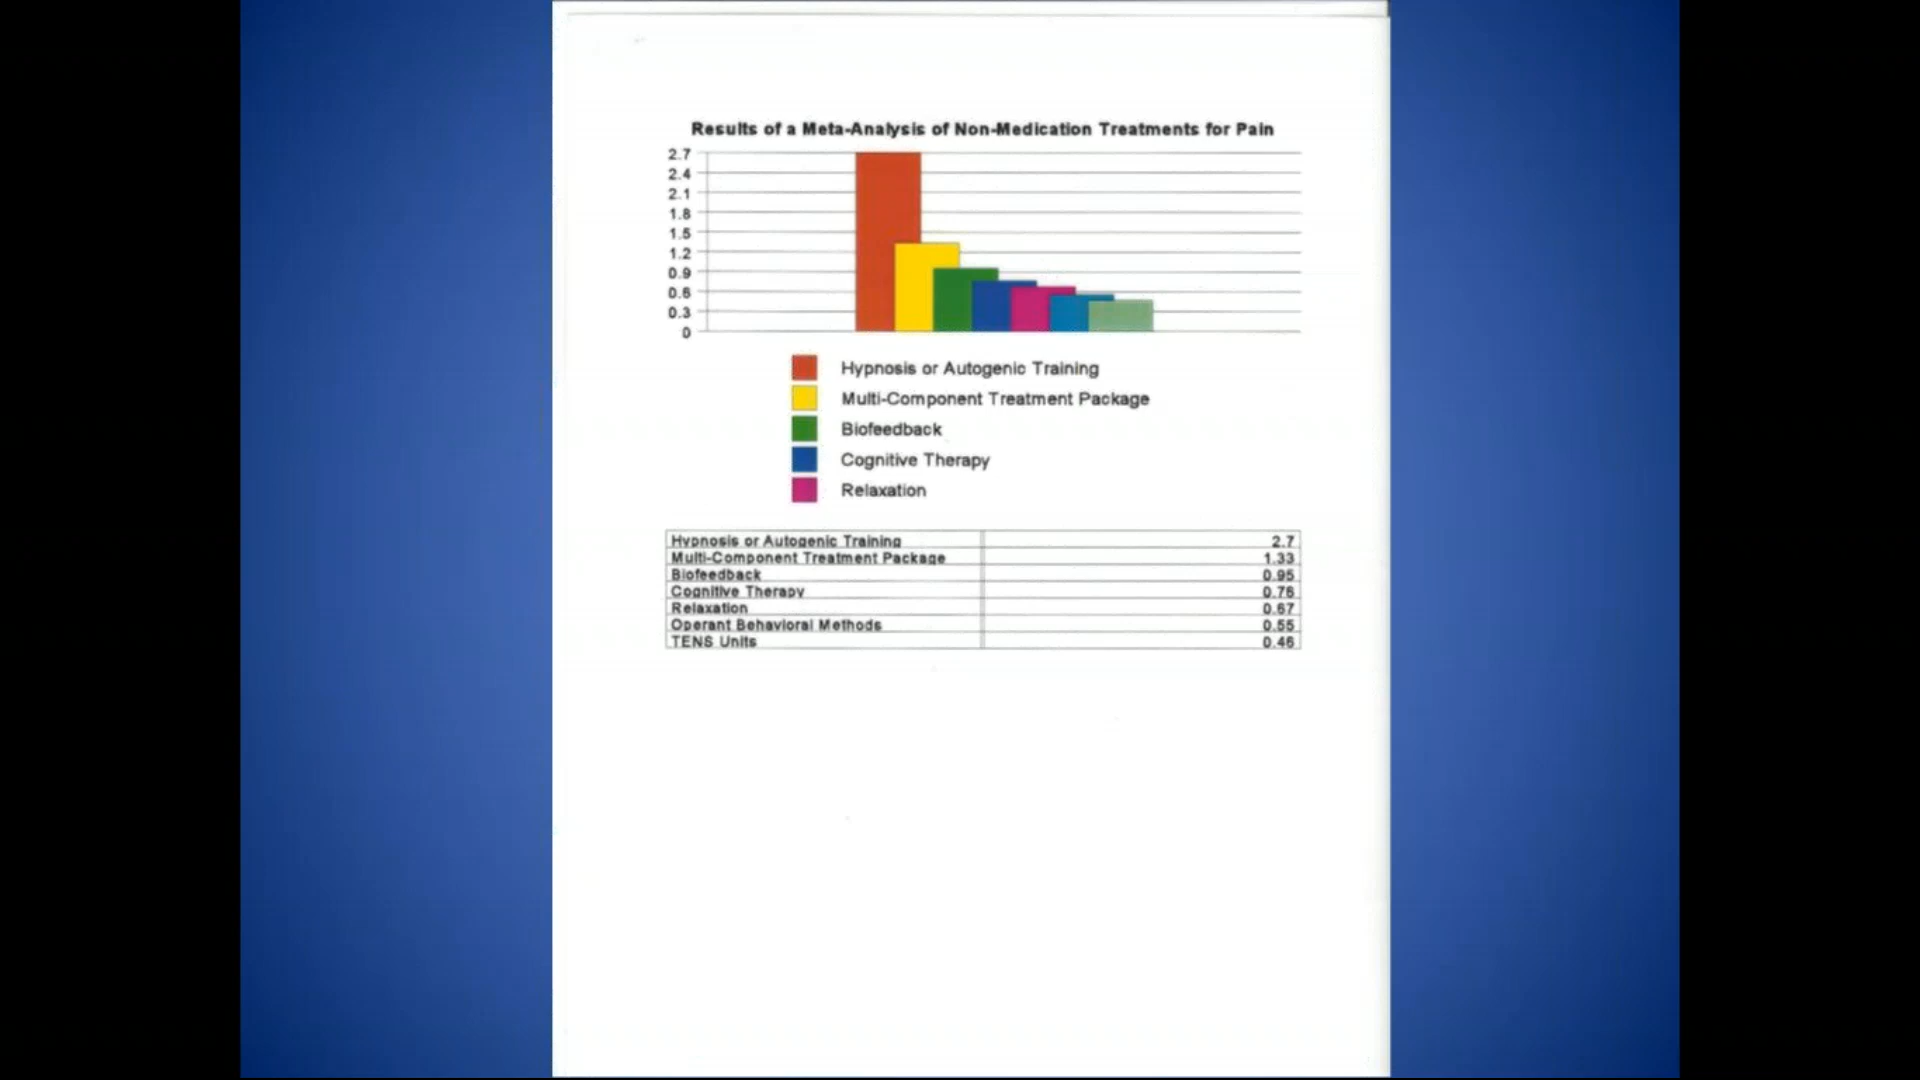 Results of a Meta-Analysis of Non-Medication Treatments for Pain
2.7
2.4
2.1
1.8
1.5
1.2
0.9
0.6
0.3
0
Hypnosis or Autogenic Training
Multi-Component Treatment Package
Biofeedback
Cognitive Therapy
Relaxation
Hypnosis or Autogenic Training 2.7
Multi-Component Treatment Package 1.33
Biofeedback 0.95
Cognitive Therapy 0.76
Relaxation 0.67
Operant Behavioral Methods 0.55
TENS Units 0.46